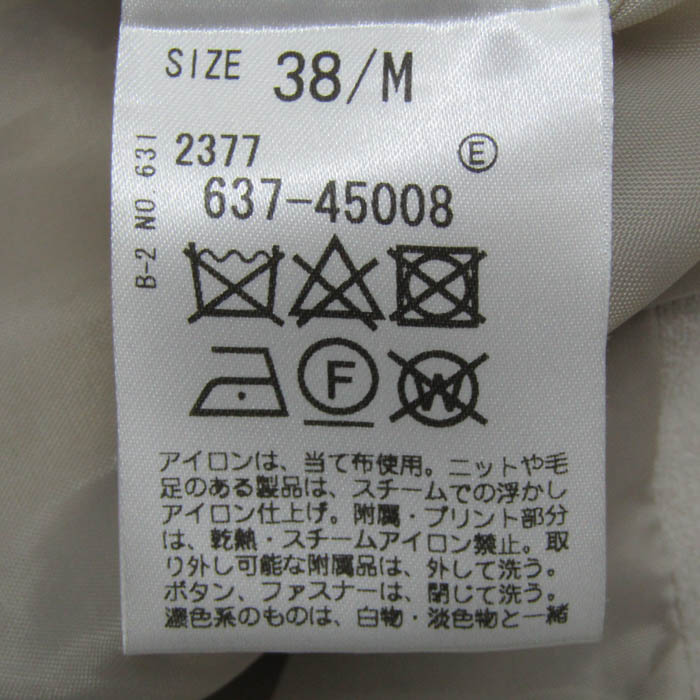 SIZE 38/M
B-2 NO.631
2377 Ⓔ
637-45008
F W
アイロンは、当て布使用。ニットや毛
足のある製品は、スチームでの浮かし
アイロン仕上げ。附属・プリント部分
は、乾熱・スチームアイロン禁止。取
り外し可能な附属品は、外して洗う。
ボタン、ファスナーは、閉じて洗う。
濃色系のものは、白物・淡色物と一緒